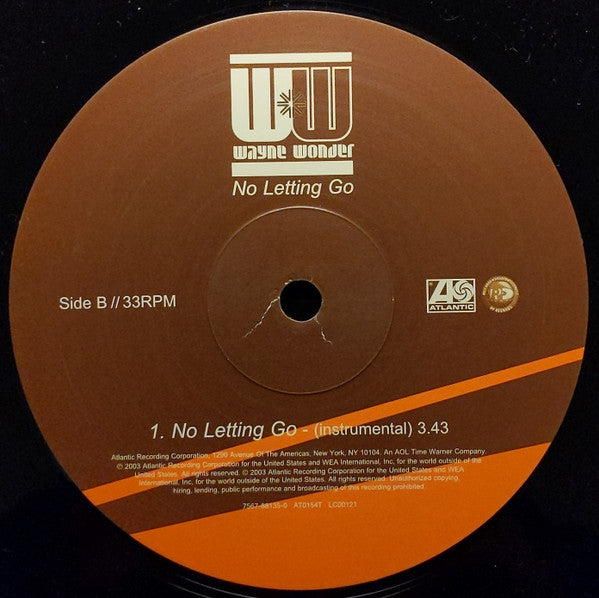 WW
wayne wonder
No Letting Go
Side B // 33RPM
ATLANTIC
1. No Letting Go - (instrumental) 3.43
Atlantic Recording Corporation, 1290 Avenue Of The Americas, New York, NY 10104. An AOL Time Warner Company.
℗ 2003 Atlantic Recording Corporation for the United States and WEA International, Inc. for the world outside of the
United States. All rights reserved. © 2003 Atlantic Recording Corporation for the United States and WEA
International, Inc. for the world outside of the United States. All rights reserved. Unauthorized copying,
hiring, lending, public performance and broadcasting of this recording prohibited.
7567-88135-0 AT0154T LC00121